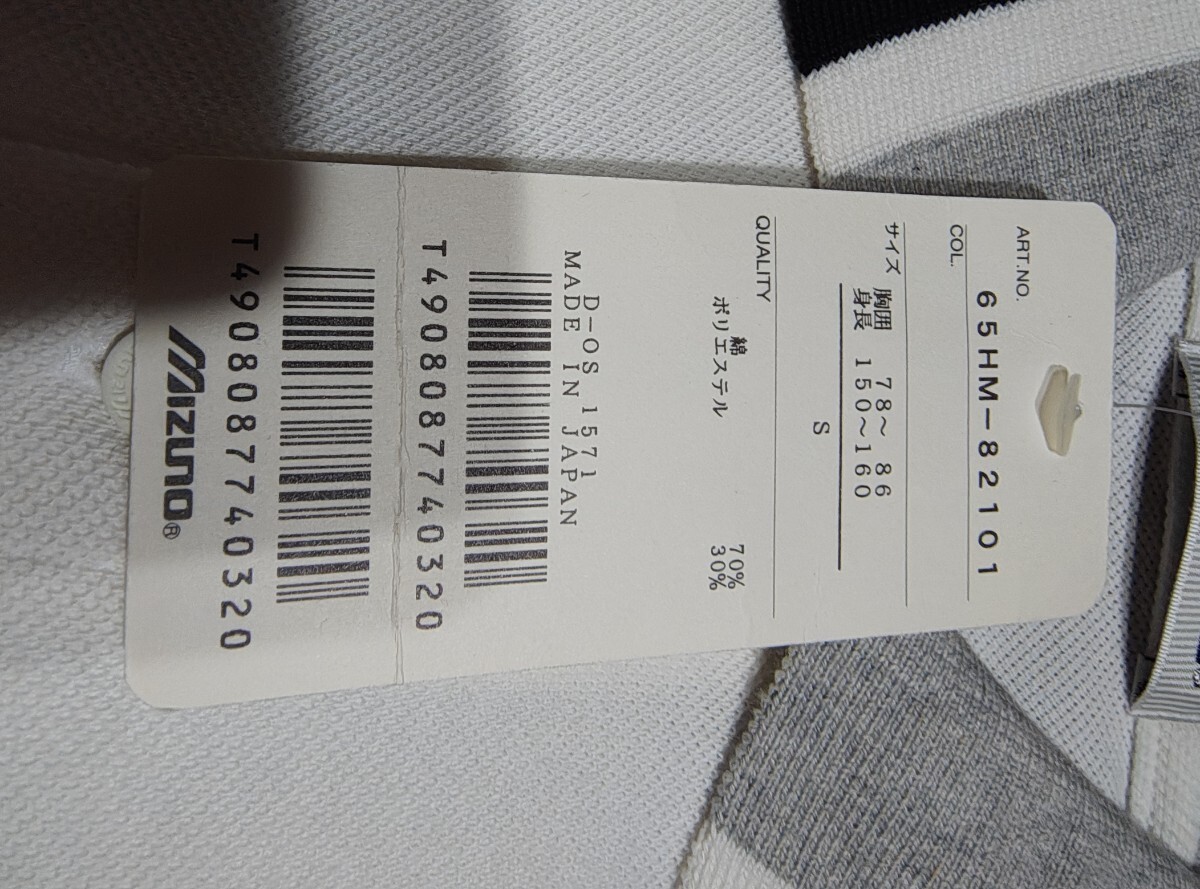 ART.NO.
65HM-82101
COL.
サイズ 胸囲 78～ 86
身長 150～160
S
QUALITY
綿 70%
ポリエステル 30%
D-OS 1571
MADE IN JAPAN
T4908087740320
T4908087740320
MIZUNO®